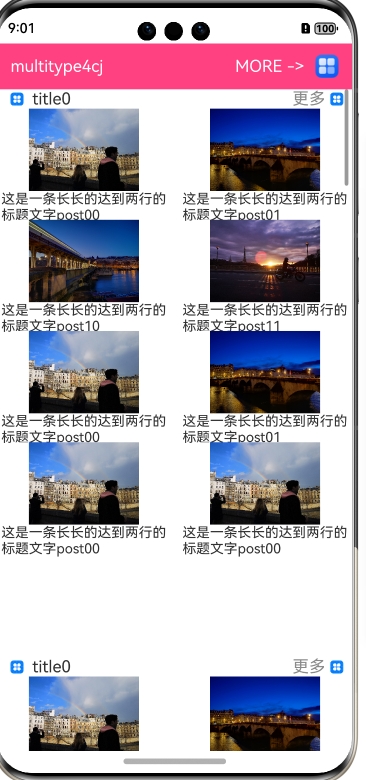 9:01
100
multitype4cj
MORE ->
title0
更多
这是一条长长的达到两行的
标题文字post00
这是一条长长的达到两行的
标题文字post01
这是一条长长的达到两行的
标题文字post10
这是一条长长的达到两行的
标题文字post11
这是一条长长的达到两行的
标题文字post00
这是一条长长的达到两行的
标题文字post01
这是一条长长的达到两行的
标题文字post00
这是一条长长的达到两行的
标题文字post00
title0
更多